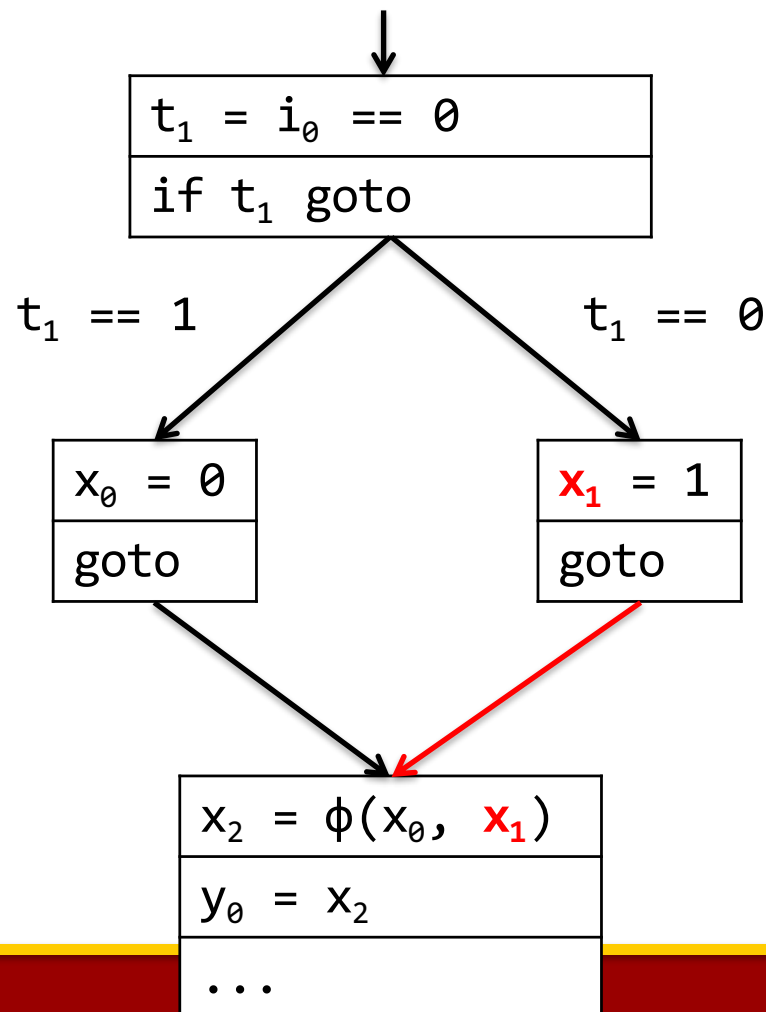 t₁ = i₀ == 0
if t₁ goto
t₁ == 1
t₁ == 0
x₀ = 0
goto
x₁ = 1
goto
x₂ = ϕ(x₀, x₁)
y₀ = x₂
...